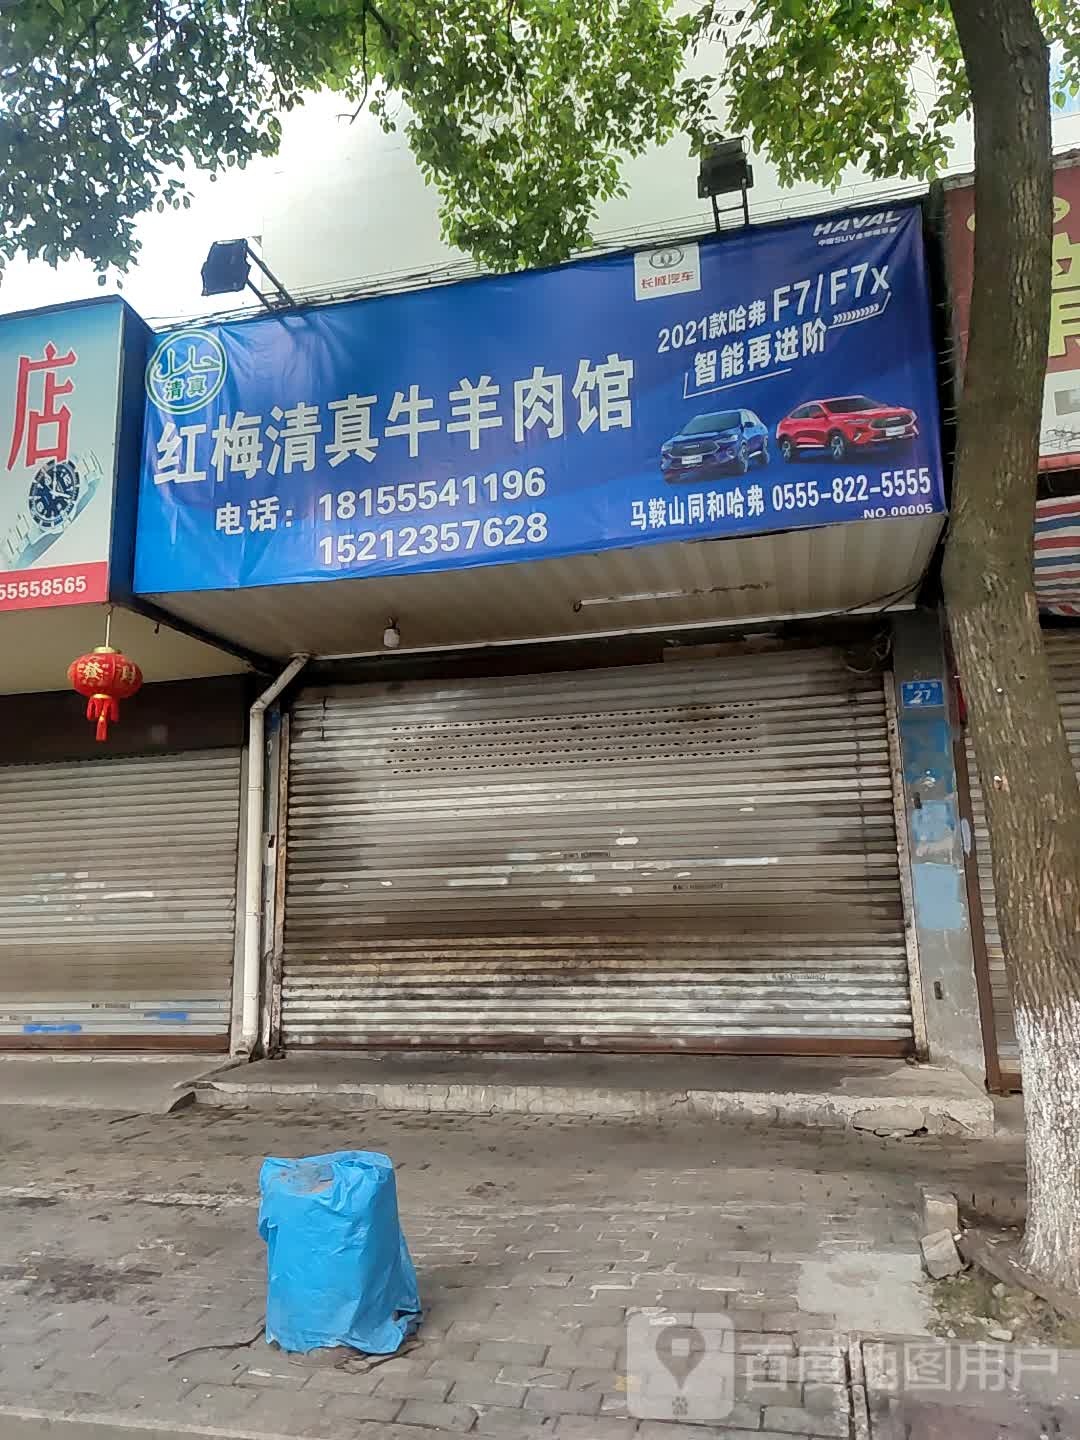 HAVAL
长城汽车
2021款哈弗 F7/F7x
智能再进阶
清真
红梅清真牛羊肉馆
电话: 18155541196
15212357628
马鞍山同和哈弗 0555-822-5555
NO.00005
店
55558565
27
百度地图用户